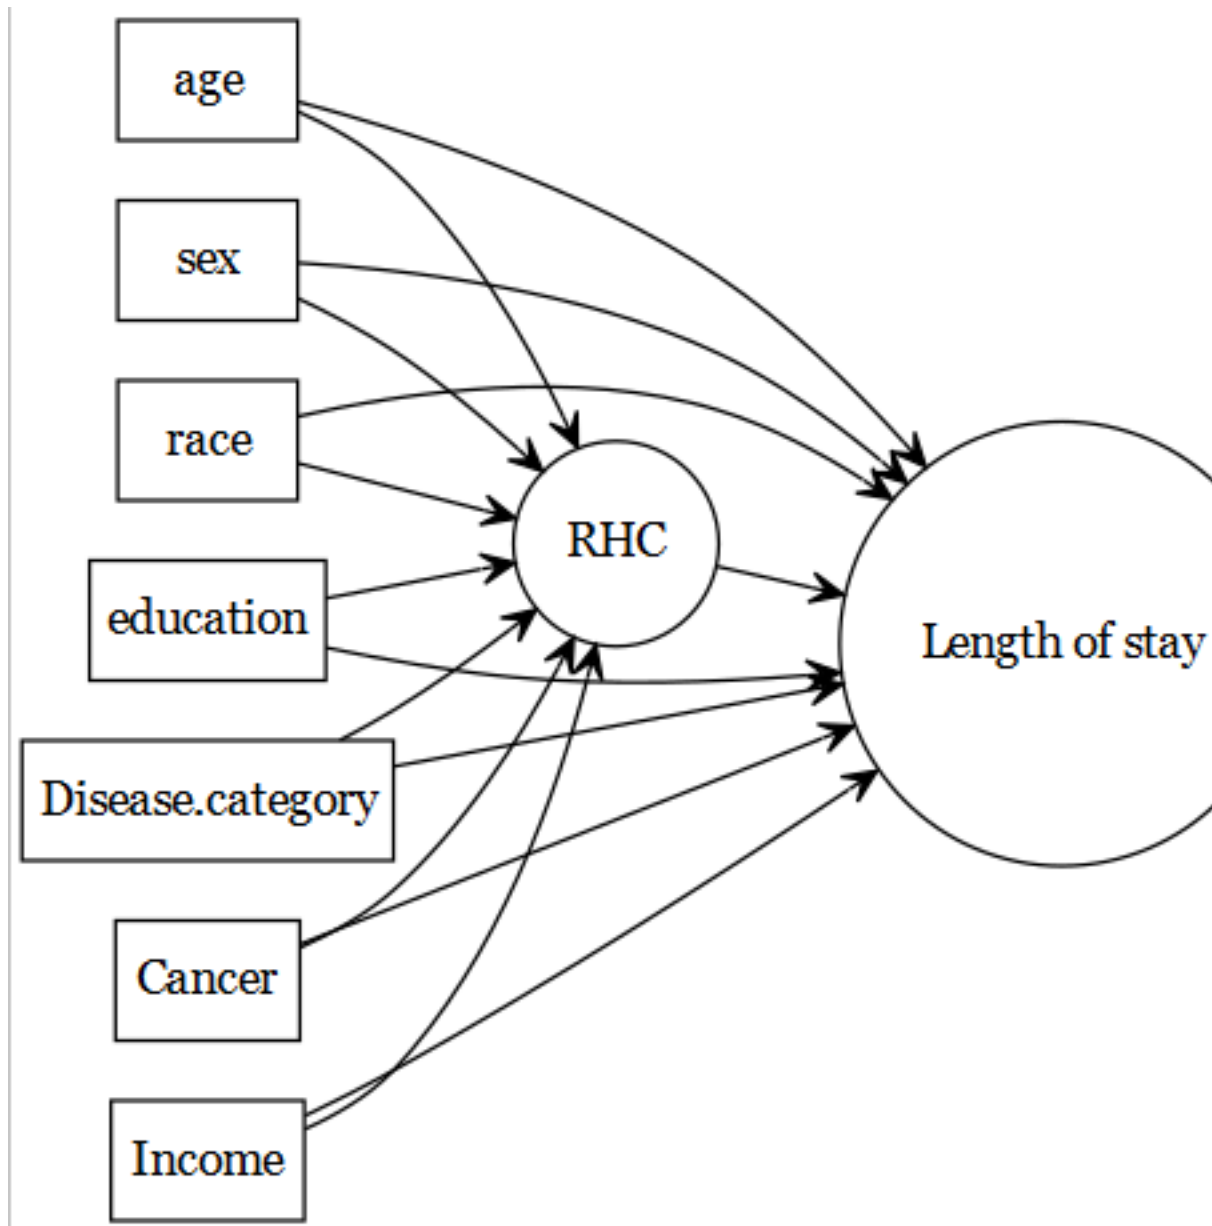 age
sex
race
RHC
education
Length of stay
Disease.category
Cancer
Income